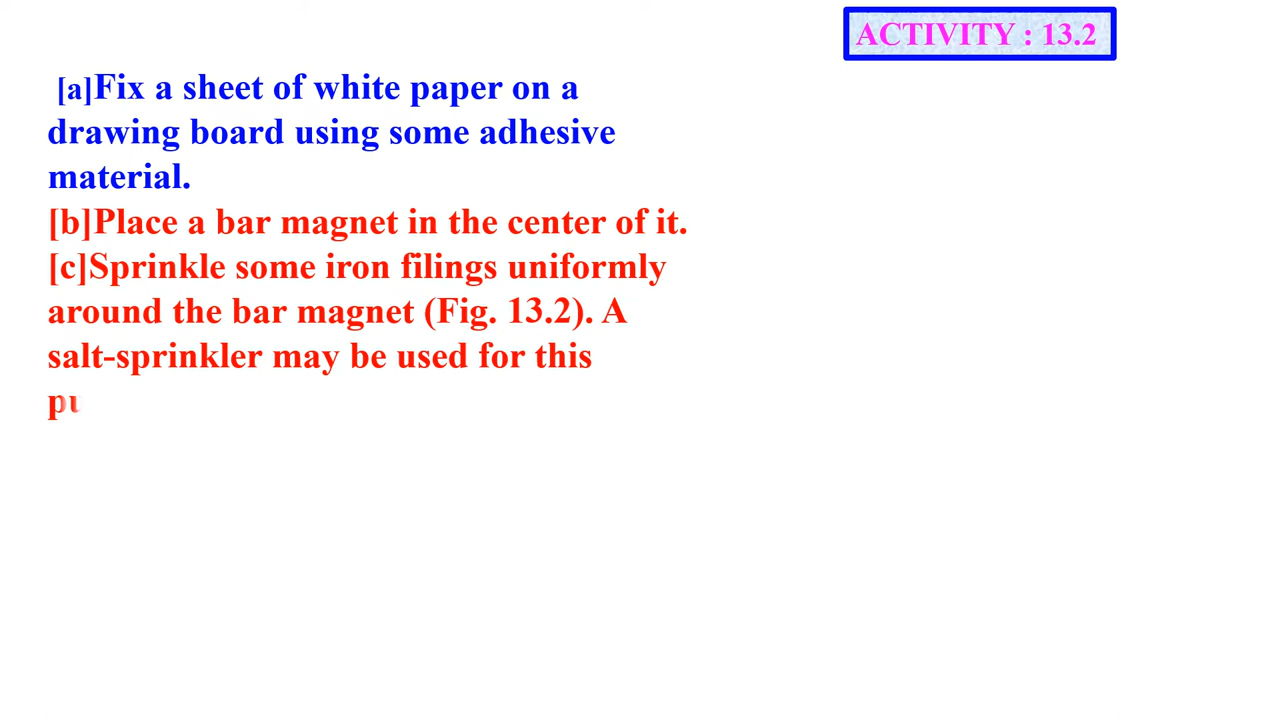 ACTIVITY : 13.2
[a]Fix a sheet of white paper on a
drawing board using some adhesive
material.
[b]Place a bar magnet in the center of it.
[c]Sprinkle some iron filings uniformly
around the bar magnet (Fig. 13.2). A
salt-sprinkler may be used for this